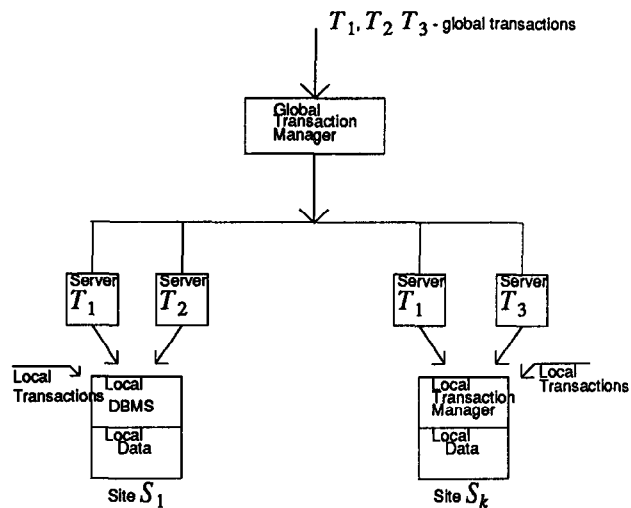 T1, T2 T3 - global transactions
Global
Transaction
Manager
Server
T1
Server
T2
Server
T1
Server
T3
Local
Transactions
Local
DBMS
Local
Data
Site S1
Local
Transaction
Manager
Local
Data
Site Sk
Local
Transactions